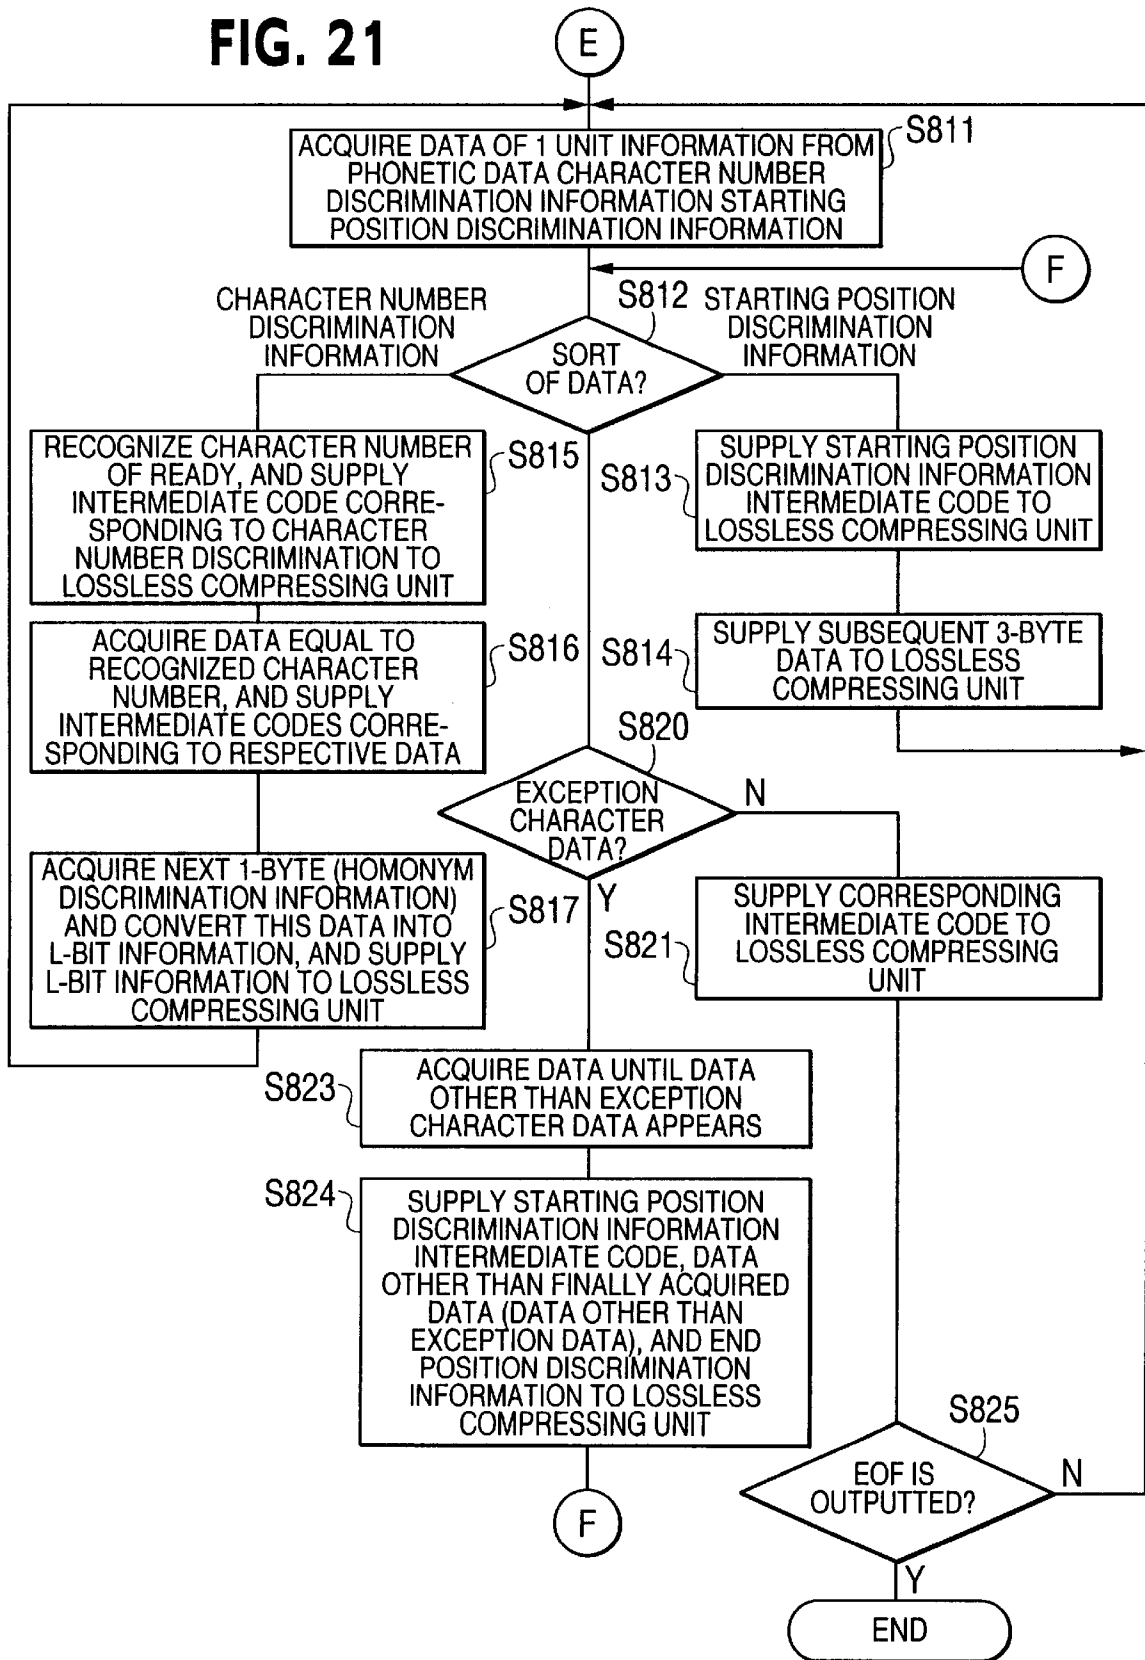 FIG. 21
E
S811
ACQUIRE DATA OF 1 UNIT INFORMATION FROM
PHONETIC DATA CHARACTER NUMBER
DISCRIMINATION INFORMATION STARTING
POSITION DISCRIMINATION INFORMATION
F
CHARACTER NUMBER
DISCRIMINATION
INFORMATION
S812
STARTING POSITION
DISCRIMINATION
INFORMATION
SORT
OF DATA?
RECOGNIZE CHARACTER NUMBER
OF READY, AND SUPPLY
INTERMEDIATE CODE CORRE-
SPONDING TO CHARACTER
NUMBER DISCRIMINATION TO
LOSSLESS COMPRESSING UNIT
S815
S813
SUPPLY STARTING POSITION
DISCRIMINATION INFORMATION
INTERMEDIATE CODE TO
LOSSLESS COMPRESSING UNIT
ACQUIRE DATA EQUAL TO
RECOGNIZED CHARACTER
NUMBER, AND SUPPLY
INTERMEDIATE CODES CORRE-
SPONDING TO RESPECTIVE DATA
S816
S814
SUPPLY SUBSEQUENT 3-BYTE
DATA TO LOSSLESS
COMPRESSING UNIT
S820
EXCEPTION
CHARACTER
DATA?
N
Y
ACQUIRE NEXT 1-BYTE (HOMONYM
DISCRIMINATION INFORMATION)
AND CONVERT THIS DATA INTO
L-BIT INFORMATION, AND SUPPLY
L-BIT INFORMATION TO LOSSLESS
COMPRESSING UNIT
S817
S821
SUPPLY CORRESPONDING
INTERMEDIATE CODE TO
LOSSLESS COMPRESSING
UNIT
S823
ACQUIRE DATA UNTIL DATA
OTHER THAN EXCEPTION
CHARACTER DATA APPEARS
S824
SUPPLY STARTING POSITION
DISCRIMINATION INFORMATION
INTERMEDIATE CODE, DATA
OTHER THAN FINALLY ACQUIRED
DATA (DATA OTHER THAN
EXCEPTION DATA), AND END
POSITION DISCRIMINATION
INFORMATION TO LOSSLESS
COMPRESSING UNIT
F
S825
EOF IS
OUTPUTTED?
N
Y
END